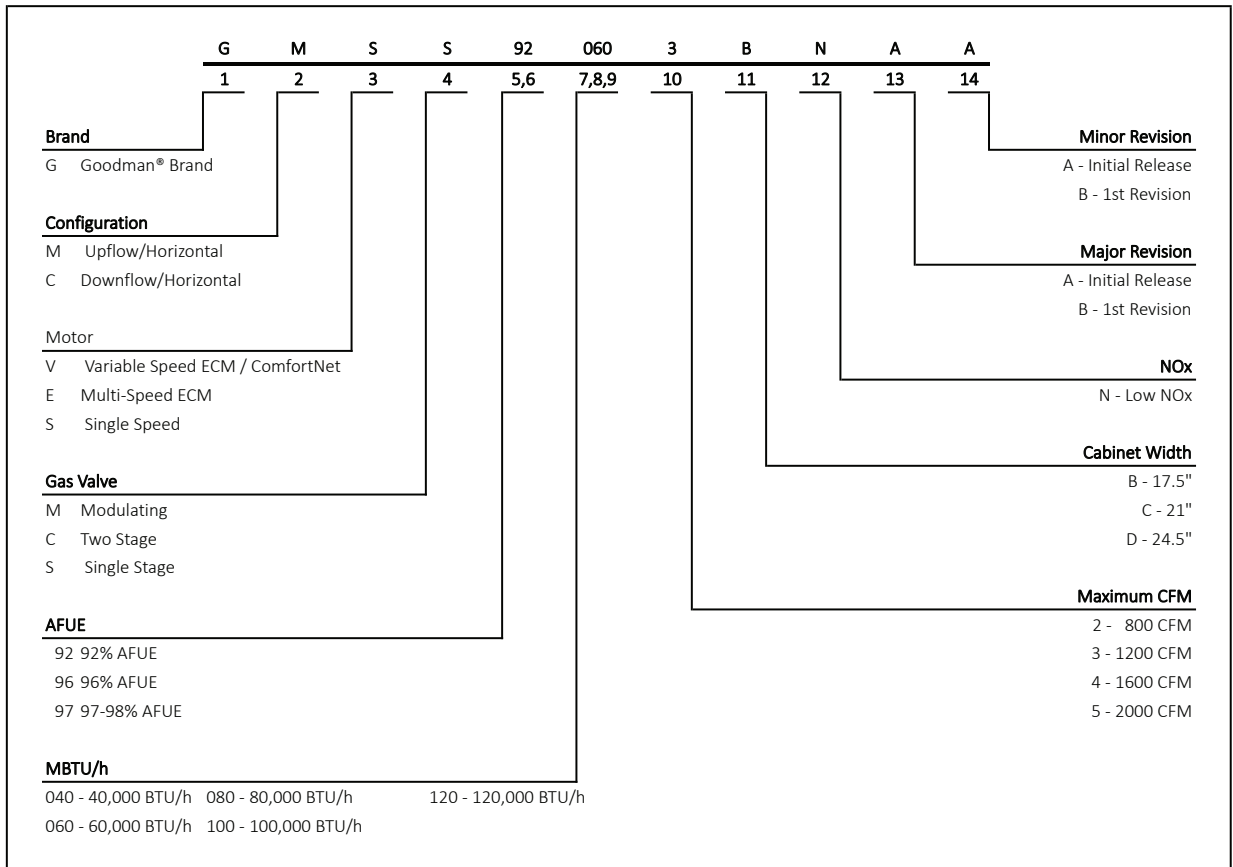 G M S S 92 060 3 B N A A
1 2 3 4 5,6 7,8,9 10 11 12 13 14
Brand
G Goodman® Brand
Configuration
M Upflow/Horizontal
C Downflow/Horizontal
Motor
V Variable Speed ECM / ComfortNet
E Multi-Speed ECM
S Single Speed
Gas Valve
M Modulating
C Two Stage
S Single Stage
AFUE
92 92% AFUE
96 96% AFUE
97 97-98% AFUE
MBTU/h
040 - 40,000 BTU/h 080 - 80,000 BTU/h 120 - 120,000 BTU/h
060 - 60,000 BTU/h 100 - 100,000 BTU/h
Minor Revision
A - Initial Release
B - 1st Revision
Major Revision
A - Initial Release
B - 1st Revision
NOx
N - Low NOx
Cabinet Width
B - 17.5"
C - 21"
D - 24.5"
Maximum CFM
2 - 800 CFM
3 - 1200 CFM
4 - 1600 CFM
5 - 2000 CFM